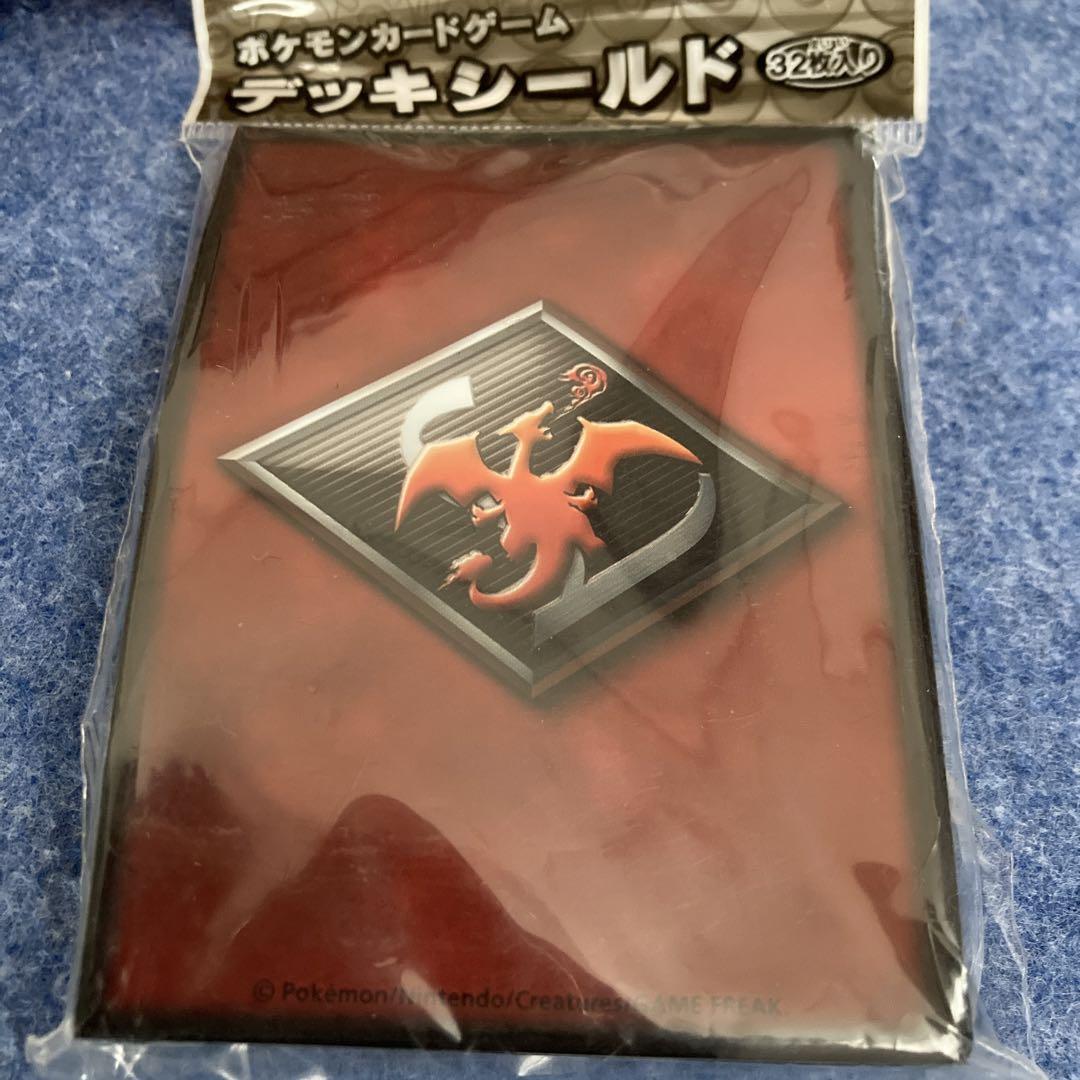 ポケモンカードゲーム
デッキシールド
32枚入り
© Pokémon/Nintendo/Creatures/GAME FREAK